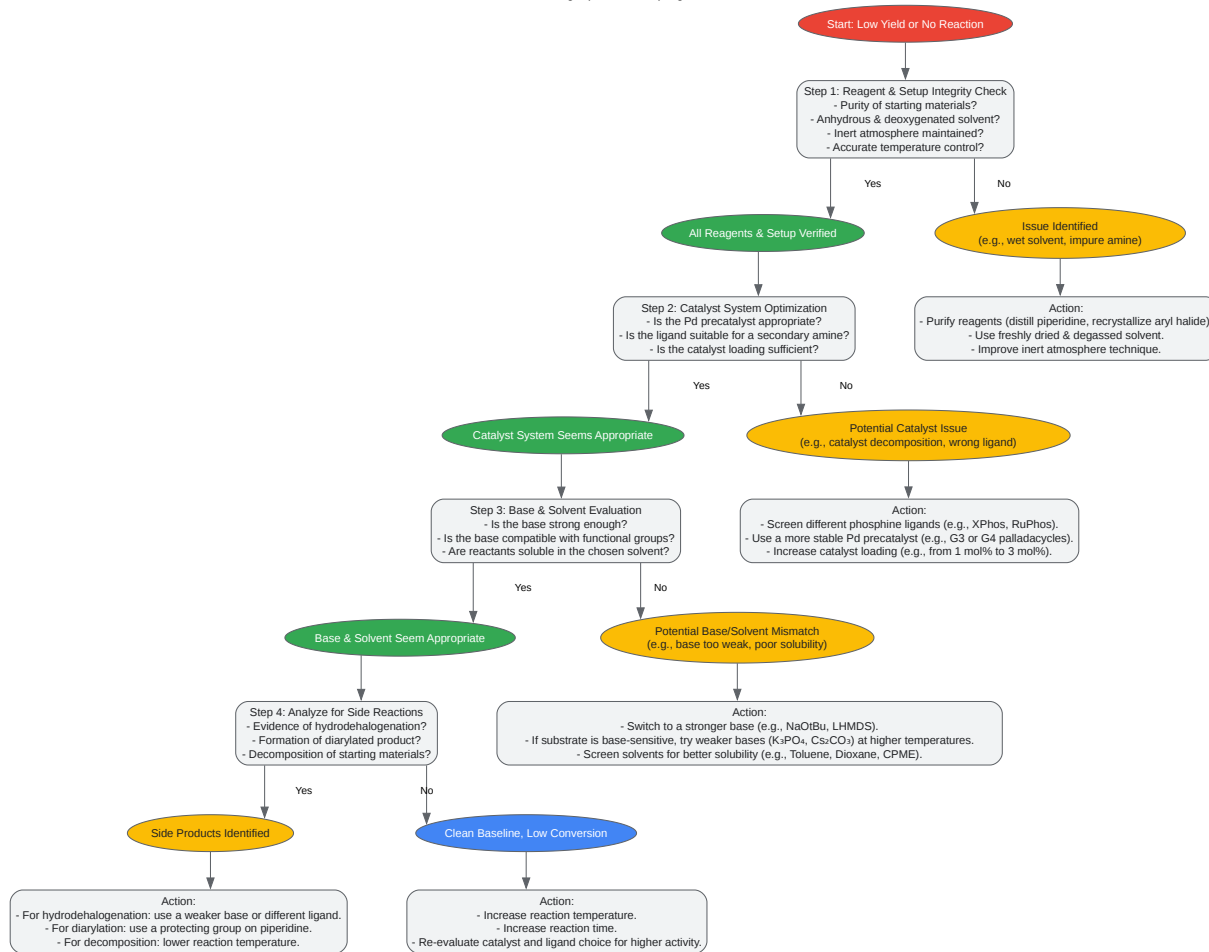 Start: Low Yield or No Reaction
Step 1: Reagent & Setup Integrity Check
- Purity of starting materials?
- Anhydrous & deoxygenated solvent?
- Inert atmosphere maintained?
- Accurate temperature control?
Yes
No
All Reagents & Setup Verified
Issue Identified
(e.g., wet solvent, impure amine)
Step 2: Catalyst System Optimization
- Is the Pd precatalyst appropriate?
- Is the ligand suitable for a secondary amine?
- Is the catalyst loading sufficient?
Action:
- Purify reagents (distill piperidine, recrystallize aryl halide)
- Use freshly dried & degassed solvent.
- Improve inert atmosphere technique.
Yes
No
Catalyst System Seems Appropriate
Potential Catalyst Issue
(e.g., catalyst decomposition, wrong ligand)
Step 3: Base & Solvent Evaluation
- Is the base strong enough?
- Is the base compatible with functional groups?
- Are reactants soluble in the chosen solvent?
Action:
- Screen different phosphine ligands (e.g., XPhos, RuPhos).
- Use a more stable Pd precatalyst (e.g., G3 or G4 palladacycles).
- Increase catalyst loading (e.g., from 1 mol% to 3 mol%).
Yes
No
Base & Solvent Seem Appropriate
Potential Base/Solvent Mismatch
(e.g., base too weak, poor solubility)
Step 4: Analyze for Side Reactions
- Evidence of hydrodehalogenation?
- Formation of diarylated product?
- Decomposition of starting materials?
Action:
- Switch to a stronger base (e.g., NaOtBu, LHMDS).
- If substrate is base-sensitive, try weaker bases (K₃PO₄, Cs₂CO₃) at higher temperatures.
- Screen solvents for better solubility (e.g., Toluene, Dioxane, CPME).
Yes
No
Side Products Identified
Clean Baseline, Low Conversion
Action:
- For hydrodehalogenation: use a weaker base or different ligand.
- For diarylation: use a protecting group on piperidine.
- For decomposition: lower reaction temperature.
Action:
- Increase reaction temperature.
- Increase reaction time.
- Re-evaluate catalyst and ligand choice for higher activity.